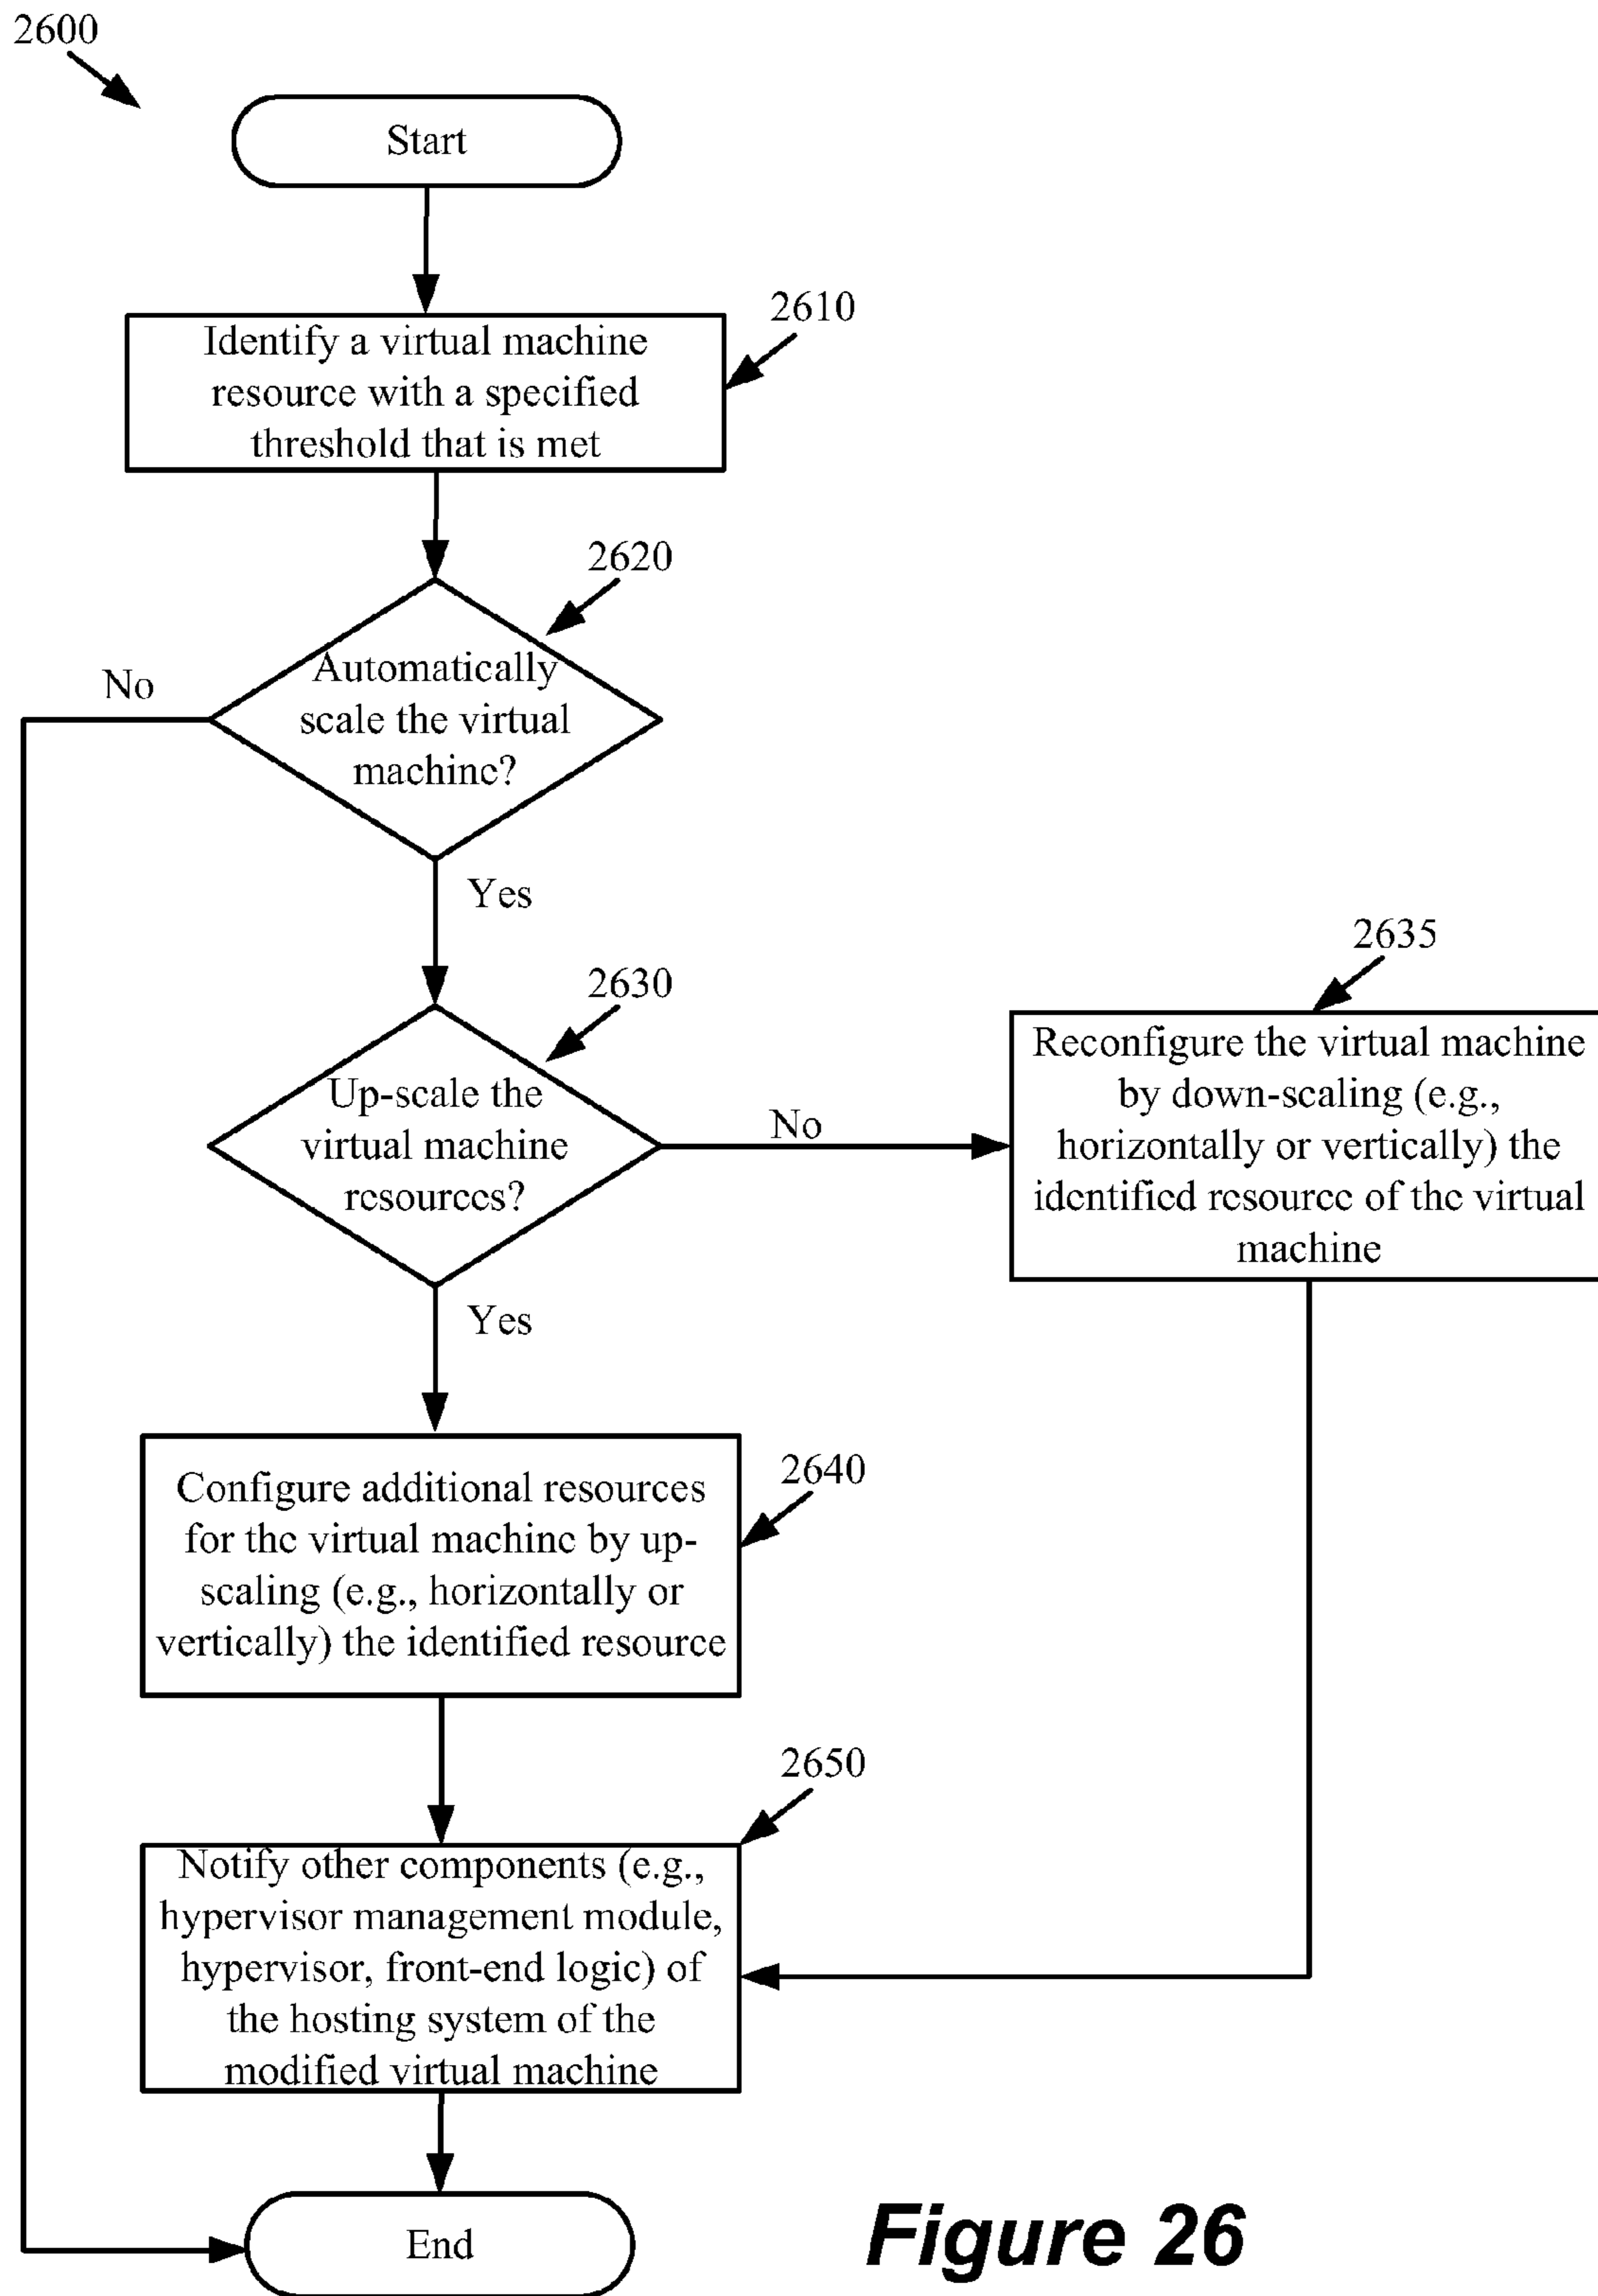 2600
Start
2610
Identify a virtual machine
resource with a specified
threshold that is met
2620
Automatically
scale the virtual
machine?
No
Yes
2630
Up-scale the
virtual machine
resources?
No
2635
Reconfigure the virtual machine
by down-scaling (e.g.,
horizontally or vertically) the
identified resource of the virtual
machine
Yes
2640
Configure additional resources
for the virtual machine by up-
scaling (e.g., horizontally or
vertically) the identified resource
2650
Notify other components (e.g.,
hypervisor management module,
hypervisor, front-end logic) of
the hosting system of the
modified virtual machine
End
Figure 26